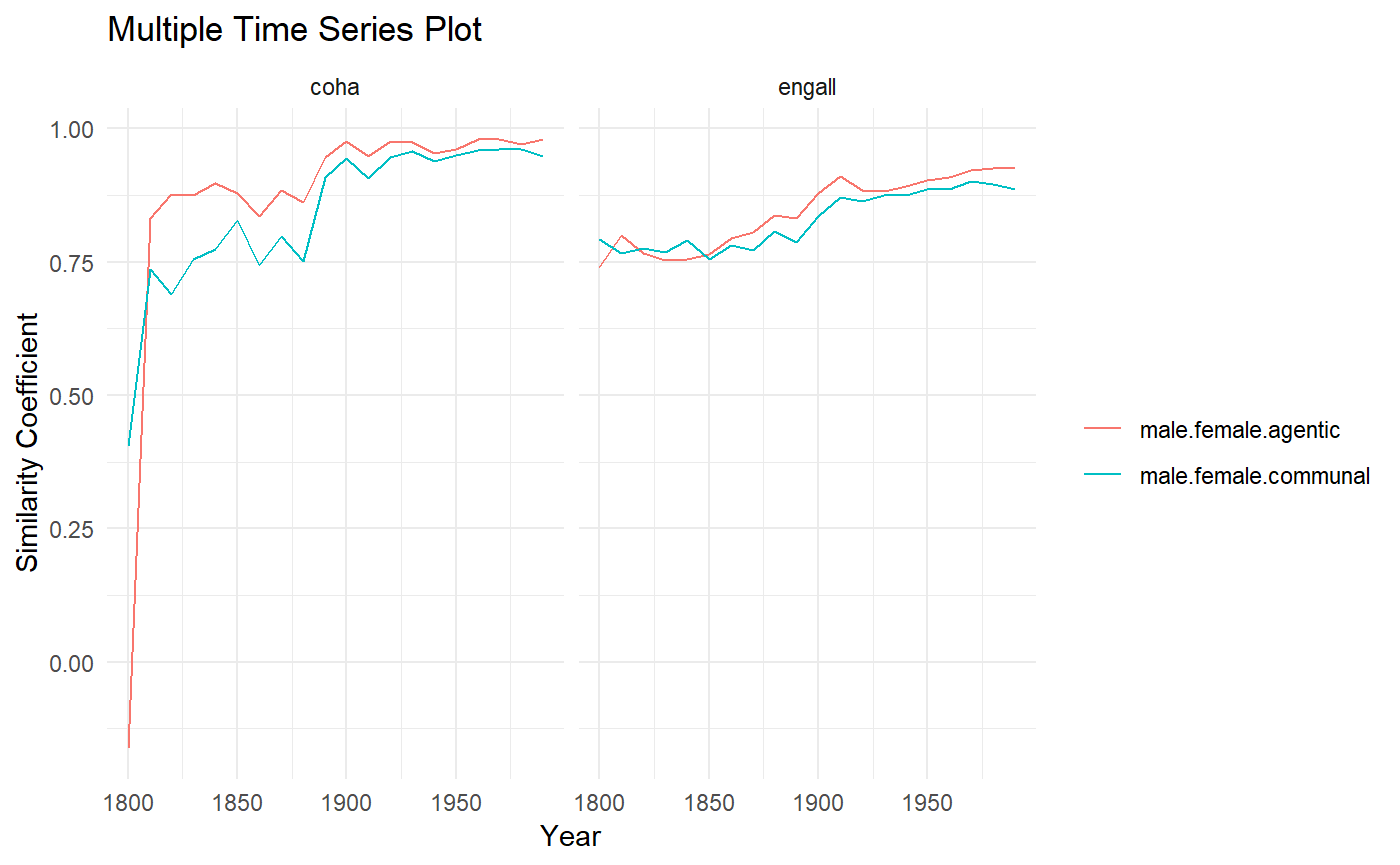 Multiple Time Series Plot
coha
engall
1.00
0.75
0.50
0.25
0.00
Similarity Coefficient
1800 1850 1900 1950
1800 1850 1900 1950
Year
male.female.agentic
male.female.communal